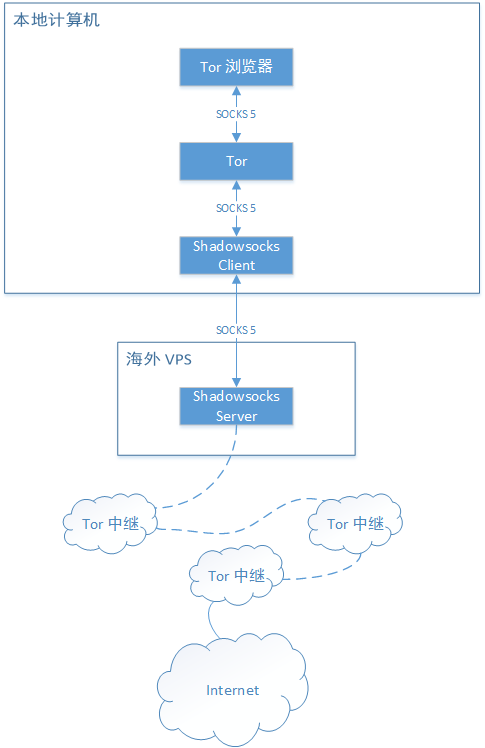 本地计算机
Tor 浏览器
SOCKS 5
Tor
SOCKS 5
Shadowsocks
Client
SOCKS 5
海外 VPS
Shadowsocks
Server
Tor 中继
Tor 中继
Tor 中继
Internet